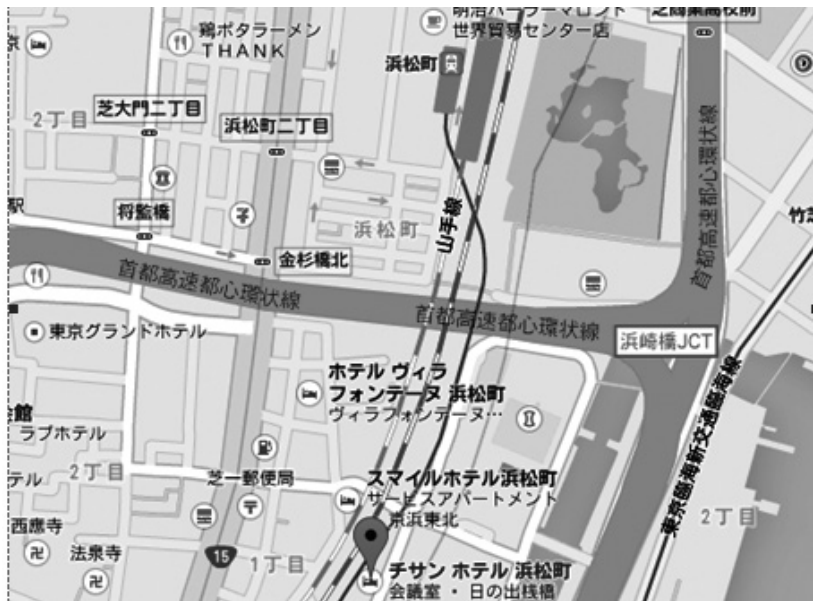 鶏ポタラーメン
ＴＨＡＮＫ
明治パーラーマロンド
世界貿易センター店
芝商業高校前
京
浜松町
芝大門二丁目
2丁目
浜松町二丁目
首都高速都心環状線
山手線
駅
将監橋
浜松町
竹芝
金杉橋北
首都高速都心環状線
首都高速都心環状線
東京グランドホテル
浜崎橋JCT
ホテル ヴィラ
フォンテーヌ 浜松町
ヴィラフォンテーヌ…
東京臨海新交通臨海線
会館
ラブホテル
テル
2丁目
芝一郵便局
スマイルホテル浜松町
サービスアパートメント
京浜東北
西應寺
法泉寺
15
1丁目
2丁目
チサン ホテル 浜松町
会議室 ・ 日の出桟橋